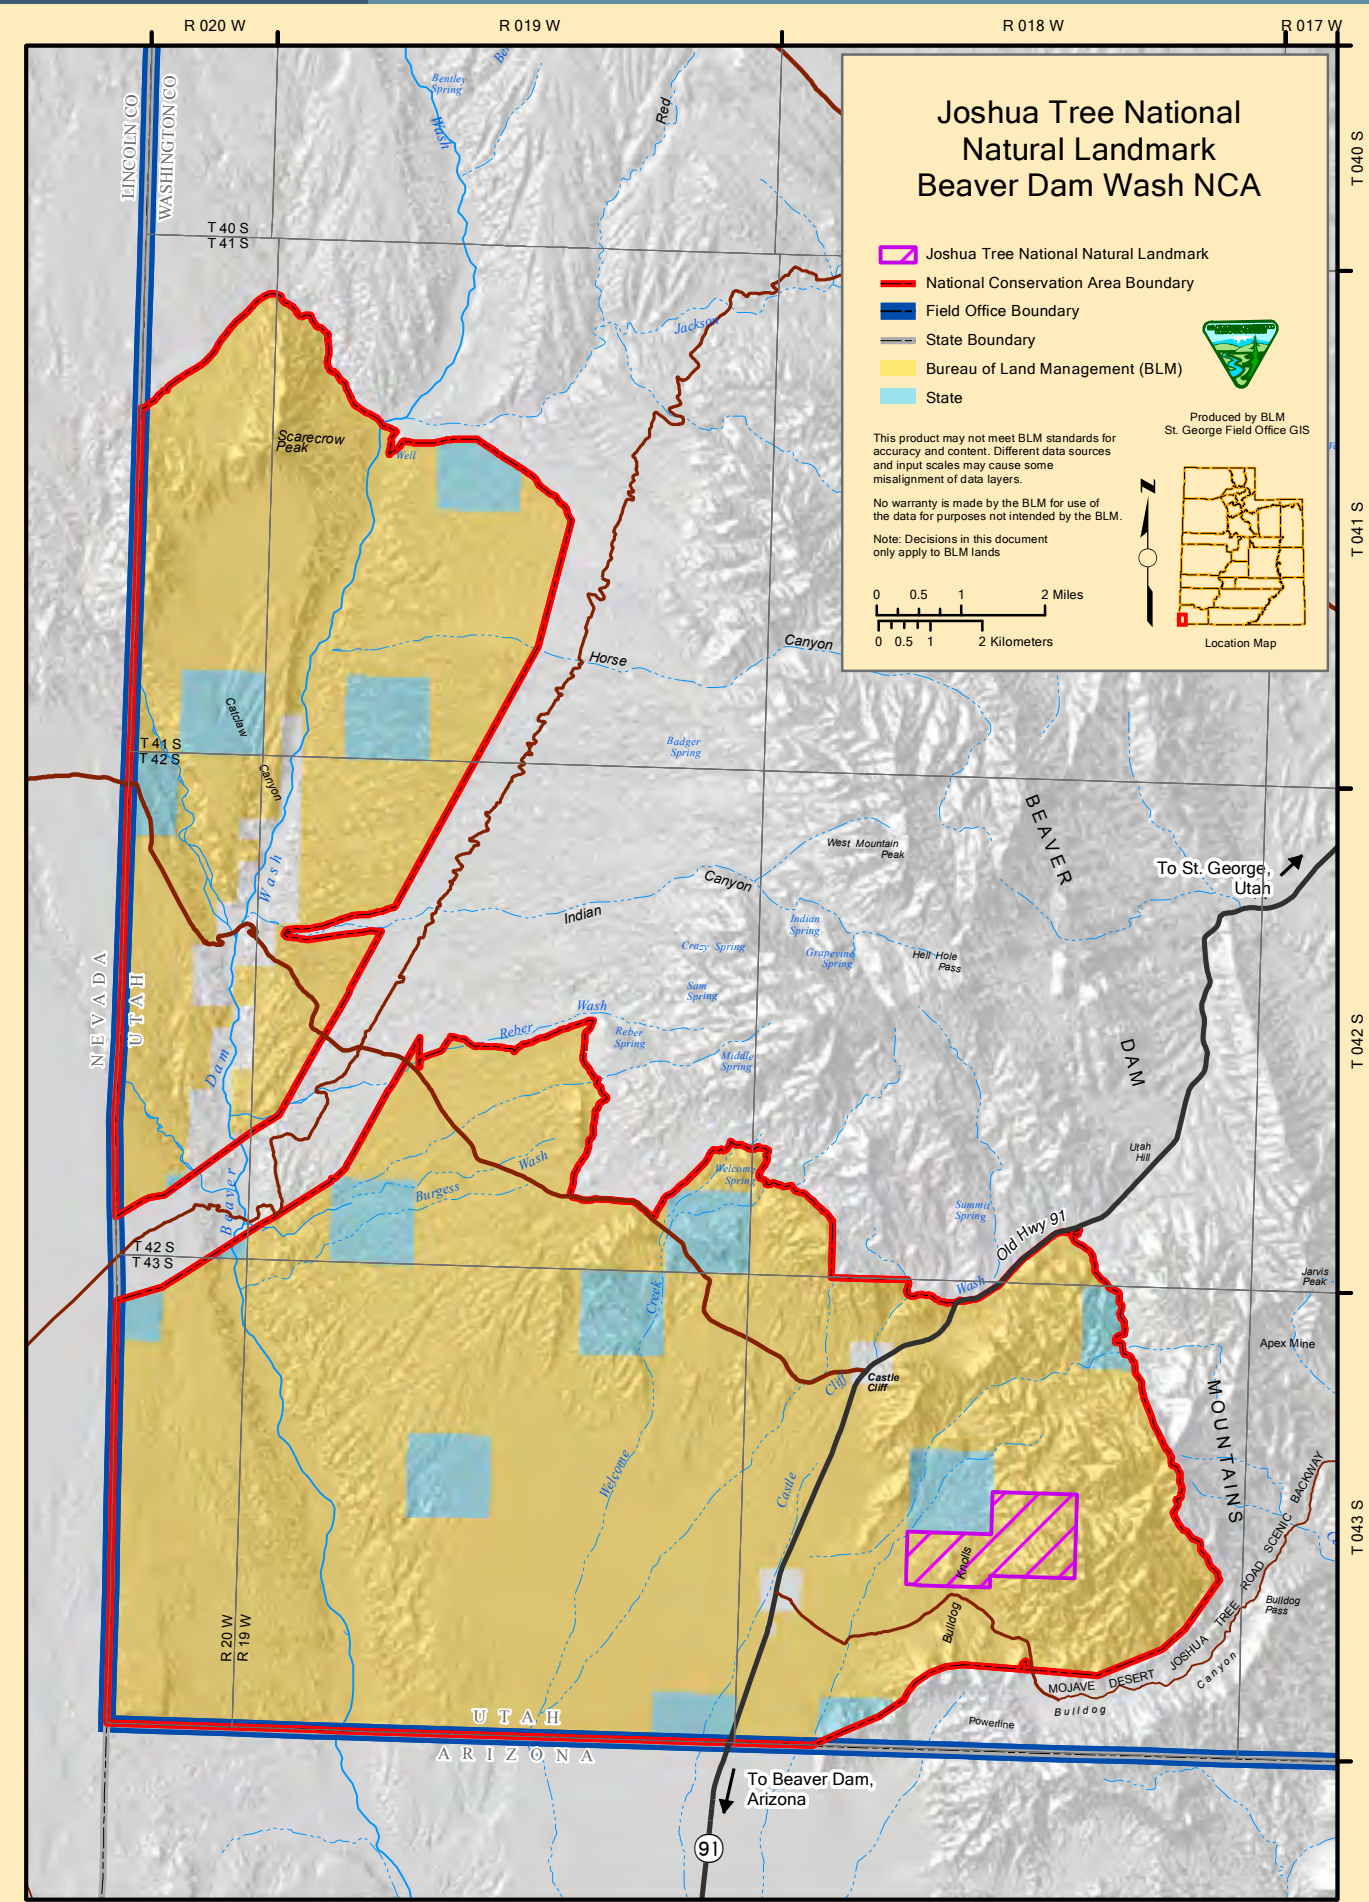 R 020 W
R 019 W
R 018 W
R 017 W
T 040 S
T 041 S
T 042 S
T 043 S
Joshua Tree National
Natural Landmark
Beaver Dam Wash NCA
Joshua Tree National Natural Landmark
National Conservation Area Boundary
Field Office Boundary
State Boundary
Bureau of Land Management (BLM)
State
Produced by BLM
St. George Field Office GIS
This product may not meet BLM standards for
accuracy and content. Different data sources
and input scales may cause some
misalignment of data layers.
No warranty is made by the BLM for use of
the data for purposes not intended by the BLM.
Note: Decisions in this document
only apply to BLM lands
0 0.5 1 2 Miles
0 0.5 1 2 Kilometers
N
Location Map
LINCOLN CO
WASHINGTON CO
Bentley
Spring
Wash
Red
T 40 S
T 41 S
Jackson
Scarecrow
Peak
Well
Horse
Canyon
Catclaw
Canyon
T 41 S
T 42 S
Badger
Spring
BEAVER
West Mountain
Peak
To St. George,
Utah
Wash
Canyon
Indian
Indian
Spring
Crazy Spring
Grapevine
Spring
Hell Hole
Pass
NEVADA
UTAH
Sam
Spring
Wash
Reber
Reber
Spring
Middle
Spring
Dam
DAM
Utah
Hill
Wash
Burgess
Welcome
Spring
Beaver
Summit
Spring
Old Hwy 91
T 42 S
T 43 S
Wash
Jarvis
Peak
Creek
Apex Mine
Castle
Cliff
Cliff
MOUNTAINS
Welcome
Castle
Knolls
Bulldog
R 20 W
R 19 W
MOJAVE DESERT JOSHUA TREE ROAD SCENIC BACKWAY
Bulldog
Pass
Canyon
Bulldog
Powerline
UTAH
ARIZONA
To Beaver Dam,
Arizona
91